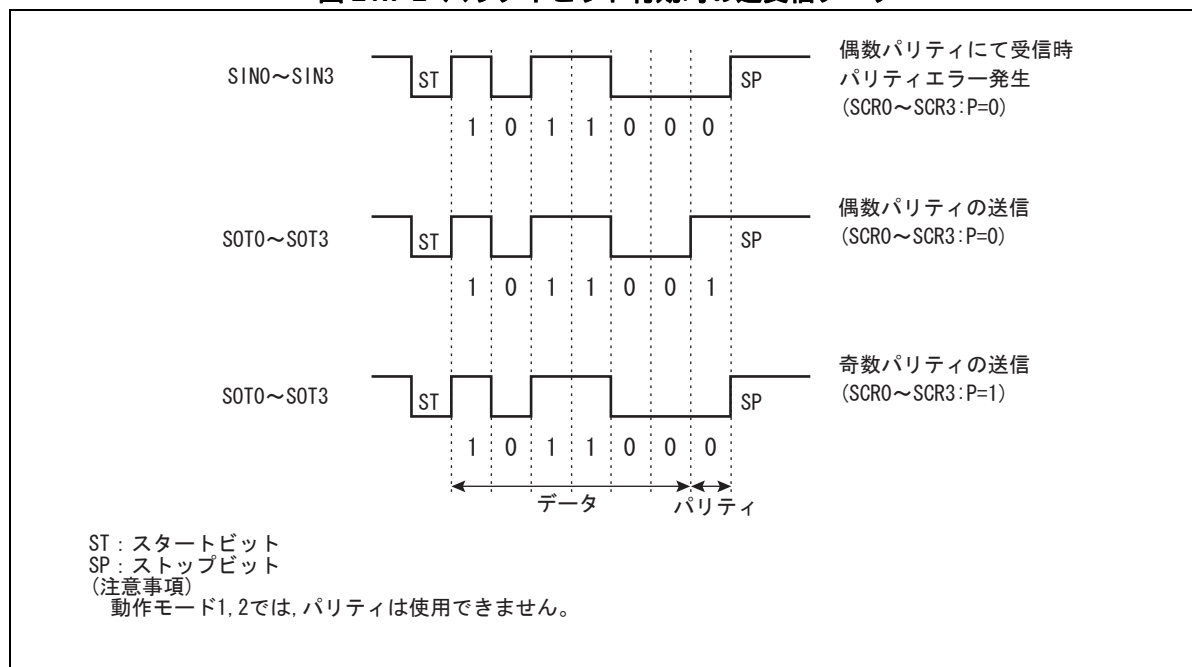 SIN0～SIN3
ST
SP
偶数パリティにて受信時
パリティエラー発生
(SCR0～SCR3:P=0)
1 0 1 1 0 0 0
SOT0～SOT3
ST
SP
偶数パリティの送信
(SCR0～SCR3:P=0)
1 0 1 1 0 0 1
SOT0～SOT3
ST
SP
奇数パリティの送信
(SCR0～SCR3:P=1)
1 0 1 1 0 0 0
データ
パリティ
ST：スタートビット
SP：ストップビット
(注意事項)
動作モード1,2では,パリティは使用できません。